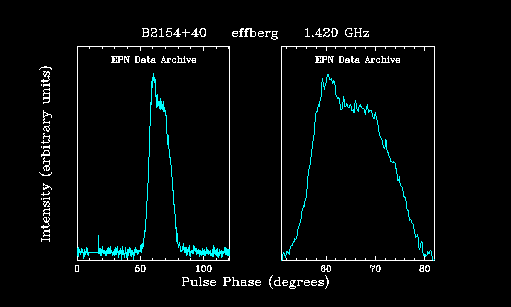 B2154+40 effberg 1.420 GHz
EPN Data Archive EPN Data Archive
Intensity (arbitrary units)
0 50 100 60 70 80
Pulse Phase (degrees)